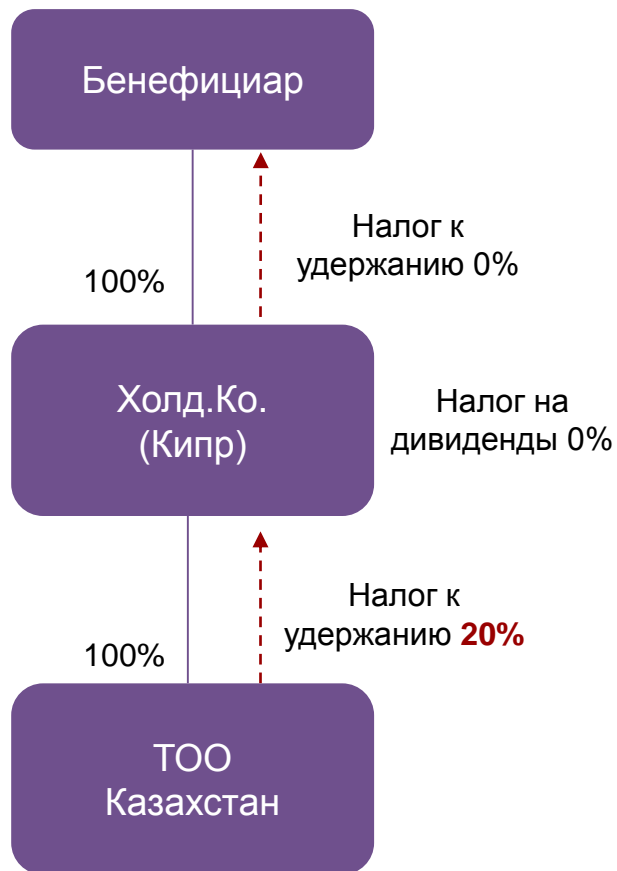 Бенефициар
Налог к
удержанию 0%
100%
Холд.Ко.
(Кипр)
Налог на
дивиденды 0%
Налог к
удержанию 20%
100%
ТОО
Казахстан